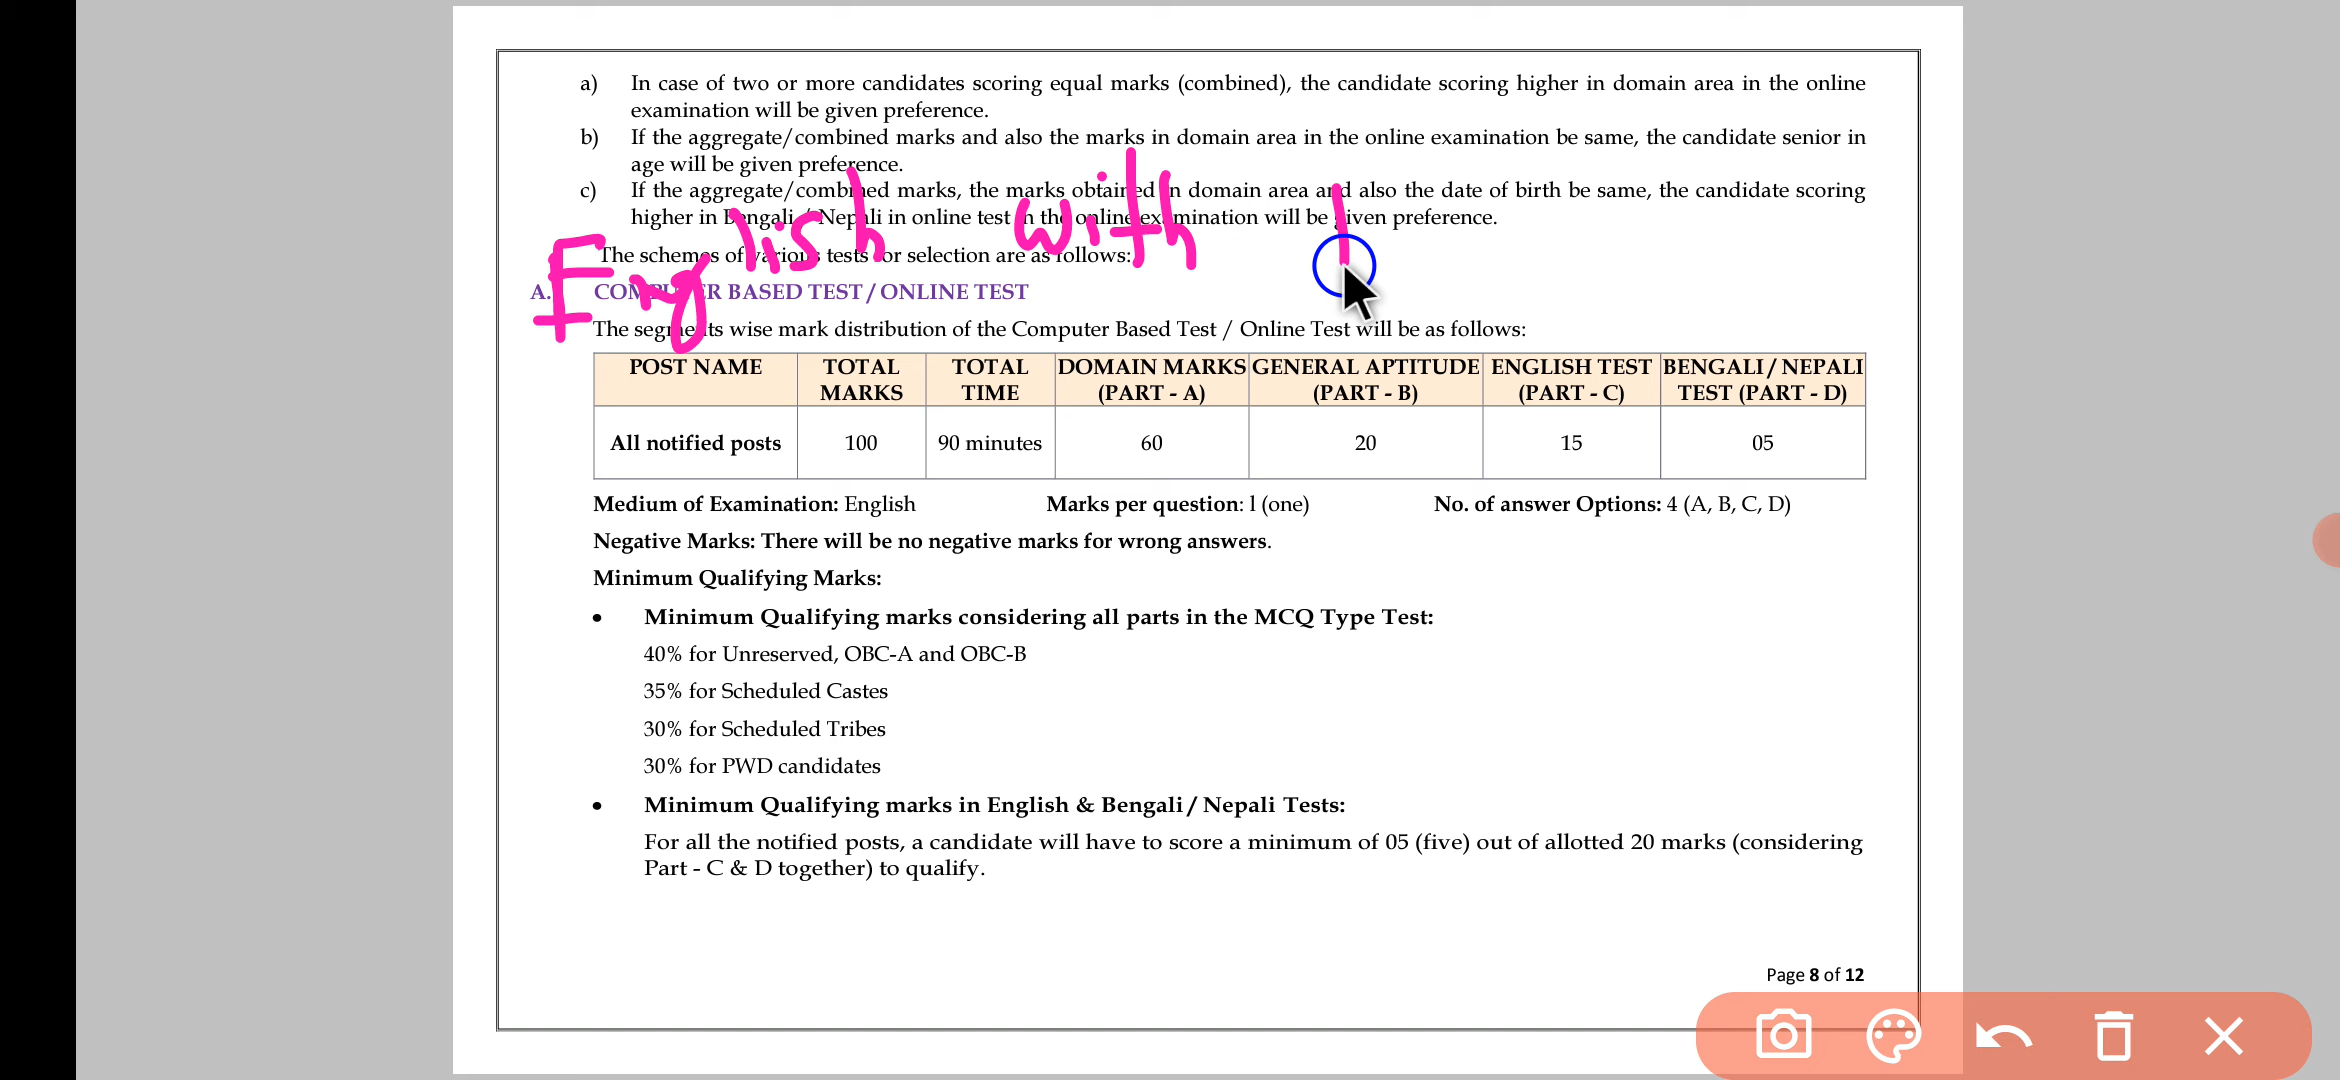 a) In case of two or more candidates scoring equal marks (combined), the candidate scoring higher in domain area in the online
examination will be given preference.
b) If the aggregate/combined marks and also the marks in domain area in the online examination be same, the candidate senior in
age will be given preference.
c) If the aggregate/combined marks, the marks obtained in domain area and also the date of birth be same, the candidate scoring
higher in Bengali / Nepali in online test in the online examination will be given preference.
English with
The schemes of various tests for selection are as follows:
A. COMPUTER BASED TEST / ONLINE TEST
The segments wise mark distribution of the Computer Based Test / Online Test will be as follows:
POST NAME TOTAL MARKS TOTAL TIME DOMAIN MARKS (PART - A) GENERAL APTITUDE (PART - B) ENGLISH TEST (PART - C) BENGALI / NEPALI TEST (PART - D)
All notified posts 100 90 minutes 60 20 15 05
Medium of Examination: English Marks per question: 1 (one) No. of answer Options: 4 (A, B, C, D)
Negative Marks: There will be no negative marks for wrong answers.
Minimum Qualifying Marks:
• Minimum Qualifying marks considering all parts in the MCQ Type Test:
40% for Unreserved, OBC-A and OBC-B
35% for Scheduled Castes
30% for Scheduled Tribes
30% for PWD candidates
• Minimum Qualifying marks in English & Bengali / Nepali Tests:
For all the notified posts, a candidate will have to score a minimum of 05 (five) out of allotted 20 marks (considering
Part - C & D together) to qualify.
Page 8 of 12